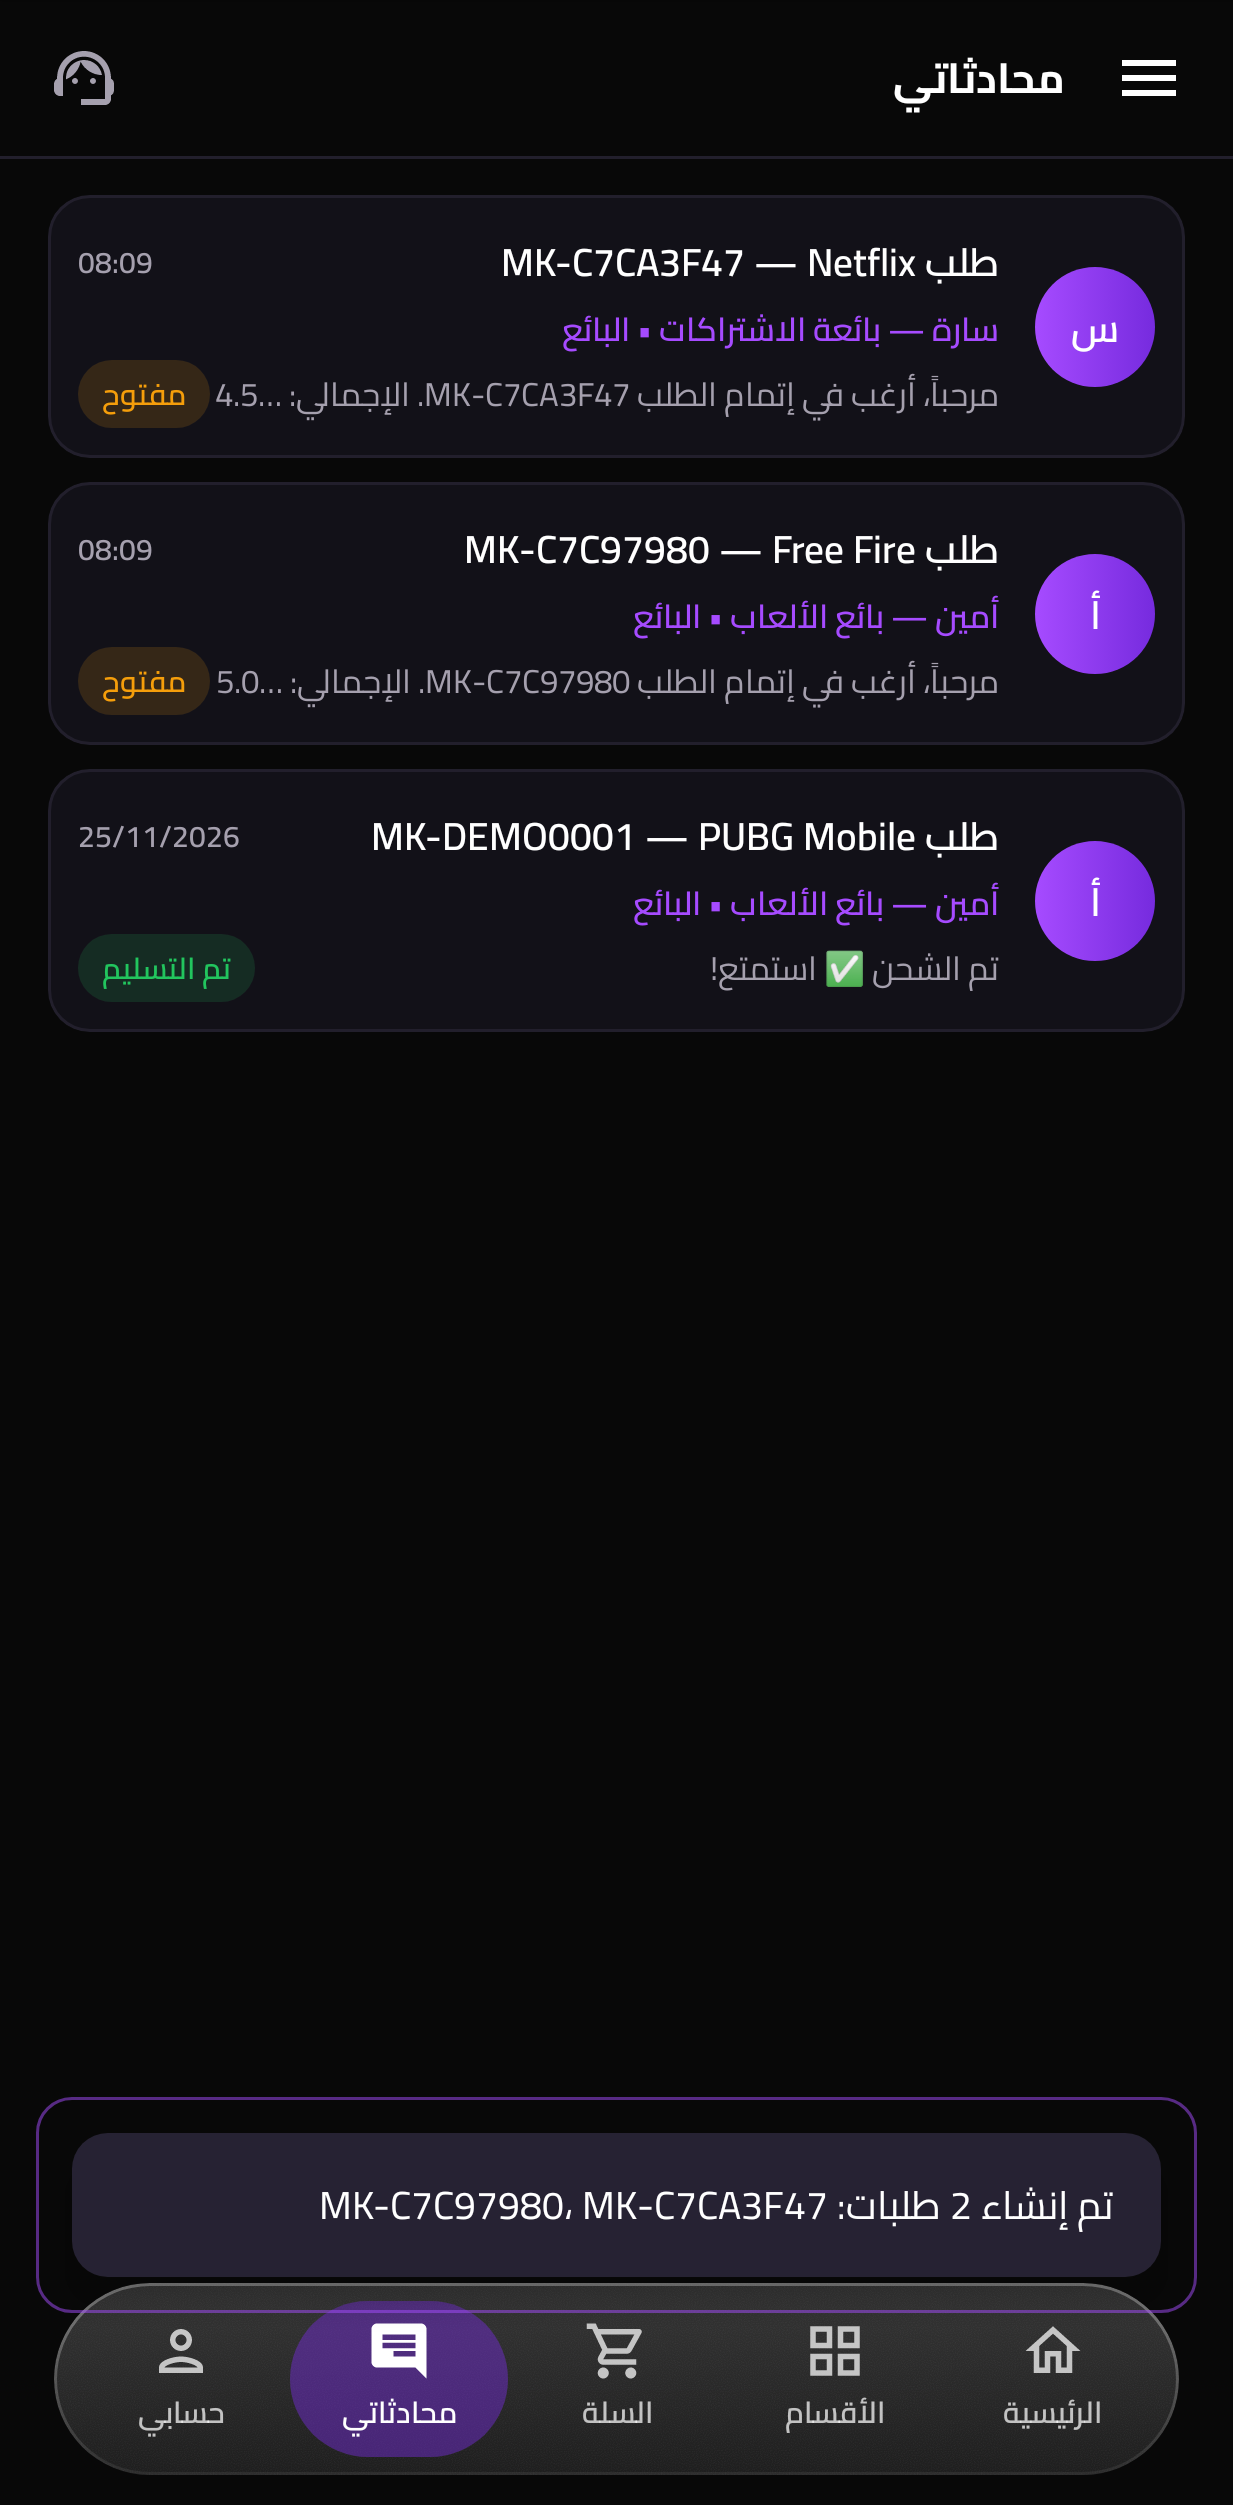 محادثاتي
طلب MK-C7CA3F47 — Netflix
08:09
س
سارة — بائعة الاشتراكات • البائع
مرحباً، أرغب في إتمام الطلب MK-C7CA3F47. الإجمالي: 4.5…
مفتوح
طلب MK-C7C97980 — Free Fire
08:09
أ
أمين — بائع الألعاب • البائع
مرحباً، أرغب في إتمام الطلب MK-C7C97980. الإجمالي: 5.0…
مفتوح
طلب MK-DEMO0001 — PUBG Mobile
25/11/2026
أ
أمين — بائع الألعاب • البائع
تم الشحن ✅ استمتع!
تم التسليم
تم إنشاء 2 طلبات: MK-C7C97980، MK-C7CA3F47
الرئيسية
الأقسام
السلة
محادثاتي
حسابي